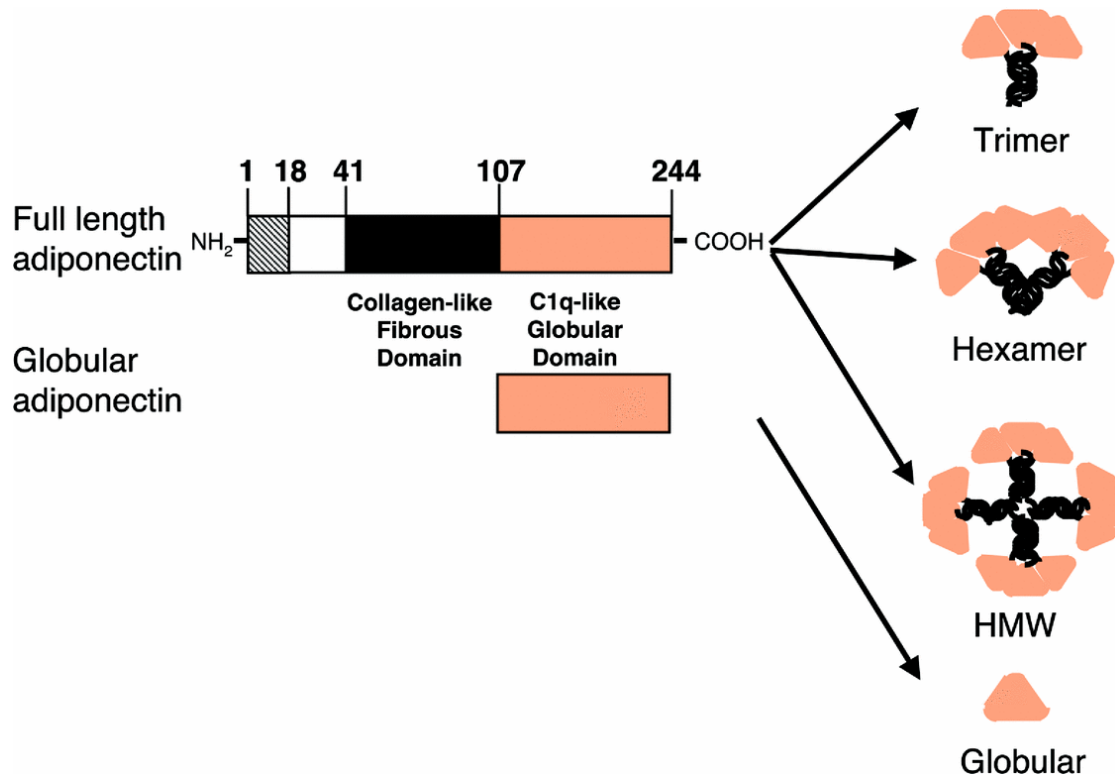 1 18 41 107 244
Full length
adiponectin
NH2
COOH
Collagen-like
Fibrous
Domain
C1q-like
Globular
Domain
Globular
adiponectin
Trimer
Hexamer
HMW
Globular